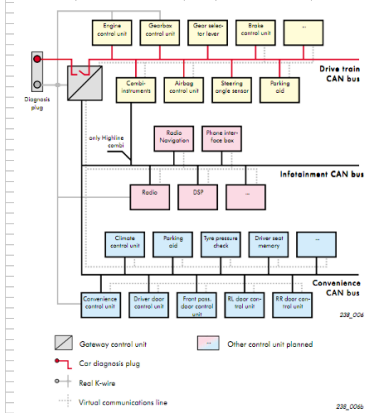 Engine
control unit
Gearbox
control unit
Gear selec-
tor lever
Brake
control unit
...
Drive train
CAN bus
Diagnosis
plug
Combi-
instruments
Airbag
control unit
Steering
angle sensor
Parking
aid
only Highline
combi
Radio
Navigation
Phone inter-
face box
Infotainment CAN bus
Radio
DSP
...
Climate
control unit
Parking
aid
Tyre pressure
check
Driver seat
memory
...
Convenience
CAN bus
Convenience
control unit
Driver door
control unit
Front pass.
door control
unit
RL door con-
trol unit
RR door con-
trol unit
238_006
Gateway control unit
... Other control unit planned
Car diagnosis plug
Real K-wire
Virtual communications line
238_006b